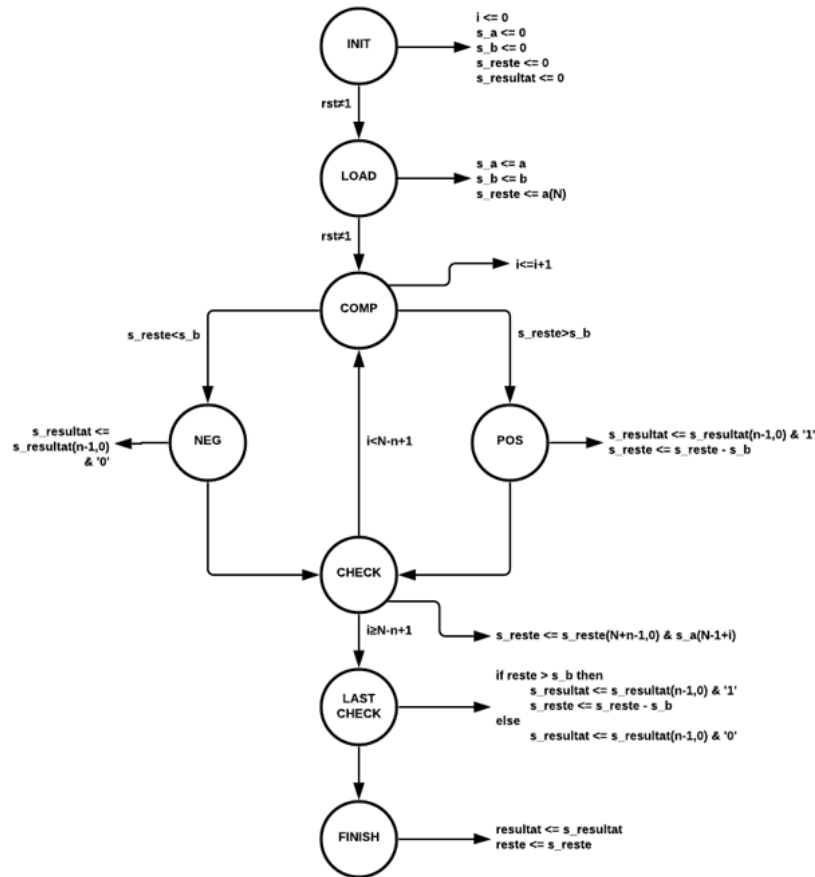 INIT
i <= 0
s_a <= 0
s_b <= 0
s_reste <= 0
s_resultat <= 0
rst≠1
LOAD
s_a <= a
s_b <= b
s_reste <= a(N)
rst≠1
i<=i+1
COMP
s_reste<s_b
s_reste>s_b
s_resultat <=
s_resultat(n-1,0)
& '0'
NEG
i<N-n+1
POS
s_resultat <= s_resultat(n-1,0) & '1'
s_reste <= s_reste - s_b
CHECK
i≥N-n+1
s_reste <= s_reste(N+n-1,0) & s_a(N-1+i)
LAST
CHECK
if reste > s_b then
s_resultat <= s_resultat(n-1,0) & '1'
s_reste <= s_reste - s_b
else
s_resultat <= s_resultat(n-1,0) & '0'
FINISH
resultat <= s_resultat
reste <= s_reste